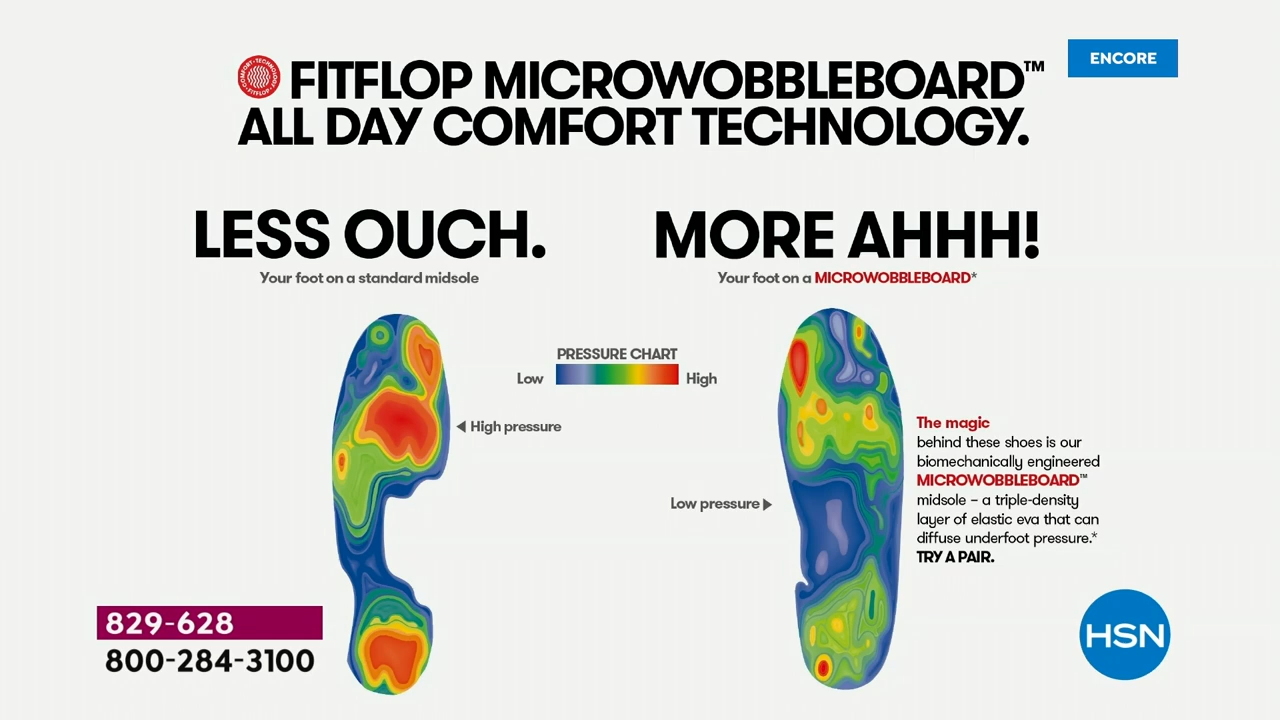 FITFLOP MICROWOBBLEBOARD™
ALL DAY COMFORT TECHNOLOGY.
ENCORE
LESS OUCH.
Your foot on a standard midsole
MORE AHHH!
Your foot on a MICROWOBBLEBOARD*
PRESSURE CHART
Low
High
High pressure
Low pressure
The magic
behind these shoes is our
biomechanically engineered
MICROWOBBLEBOARD™
midsole – a triple-density
layer of elastic eva that can
diffuse underfoot pressure.*
TRY A PAIR.
829-628
800-284-3100
HSN